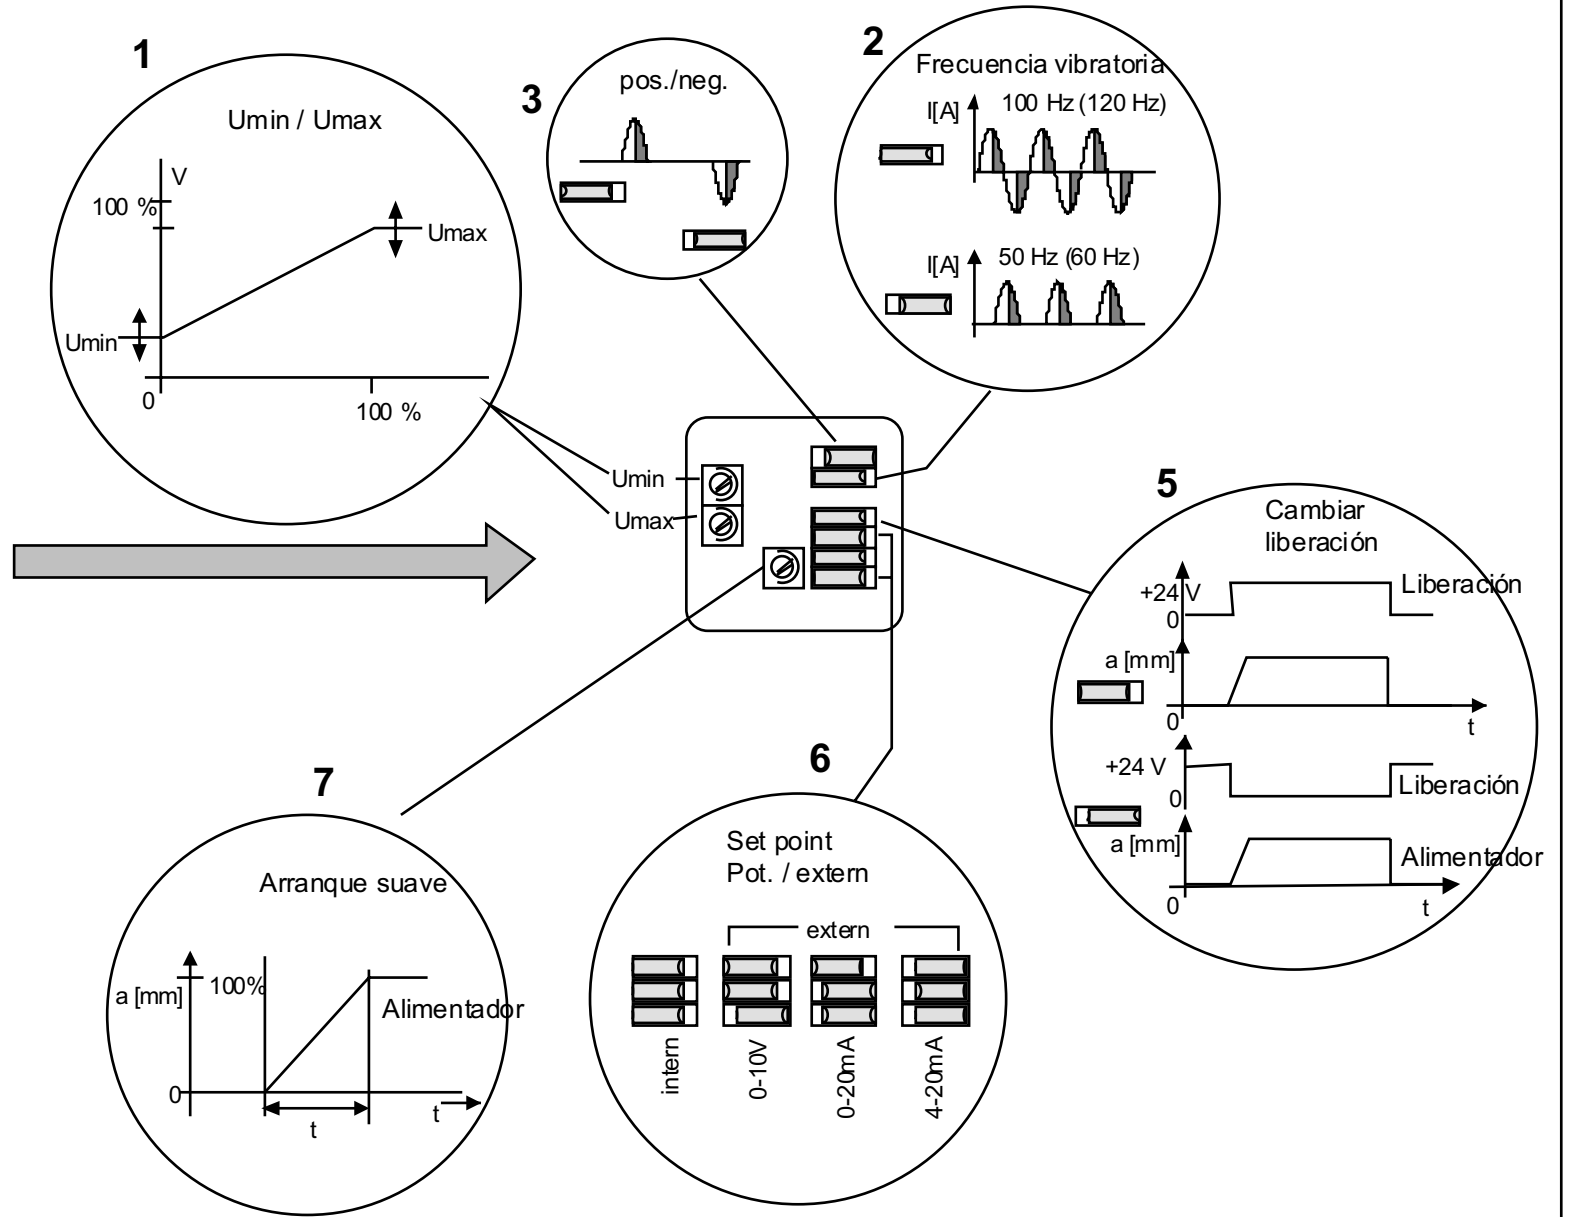 1
Umin / Umax
V
100 %
Umax
Umin
0
100 %
3
pos./neg.
2
Frecuencia vibratoria
I[A]
100 Hz (120 Hz)
I[A]
50 Hz (60 Hz)
Umin
Umax
5
Cambiar
liberación
+24 V
Liberación
0
a [mm]
0
t
+24 V
Liberación
0
a [mm]
Alimentador
0
t
6
Set point
Pot. / extern
extern
intern
0-10V
0-20mA
4-20mA
7
Arranque suave
a [mm]
100%
Alimentador
0
t
t